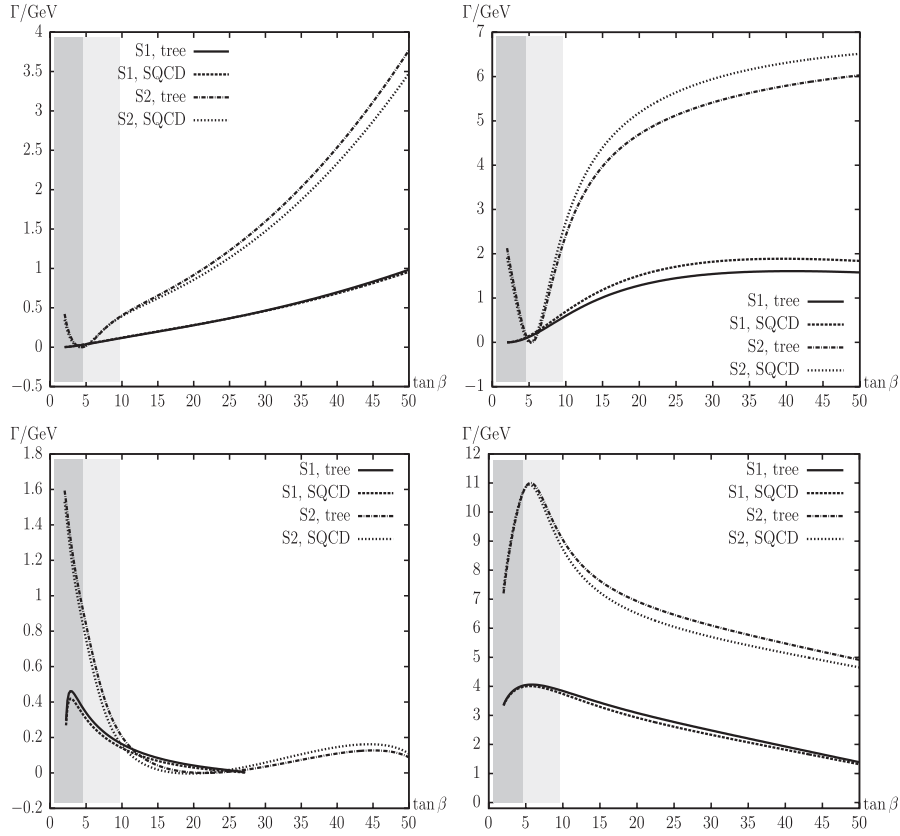 Γ/GeV
4
3.5
3
2.5
2
1.5
1
0.5
0
−0.5
S1, tree
S1, SQCD
S2, tree
S2, SQCD
0 5 10 15 20 25 30 35 40 45 50
tan β
Γ/GeV
7
6
5
4
3
2
1
0
−1
S1, tree
S1, SQCD
S2, tree
S2, SQCD
0 5 10 15 20 25 30 35 40 45 50
tan β
Γ/GeV
1.8
1.6
1.4
1.2
1
0.8
0.6
0.4
0.2
0
−0.2
S1, tree
S1, SQCD
S2, tree
S2, SQCD
0 5 10 15 20 25 30 35 40 45 50
tan β
Γ/GeV
12
11
10
9
8
7
6
5
4
3
2
1
0
S1, tree
S1, SQCD
S2, tree
S2, SQCD
0 5 10 15 20 25 30 35 40 45 50
tan β